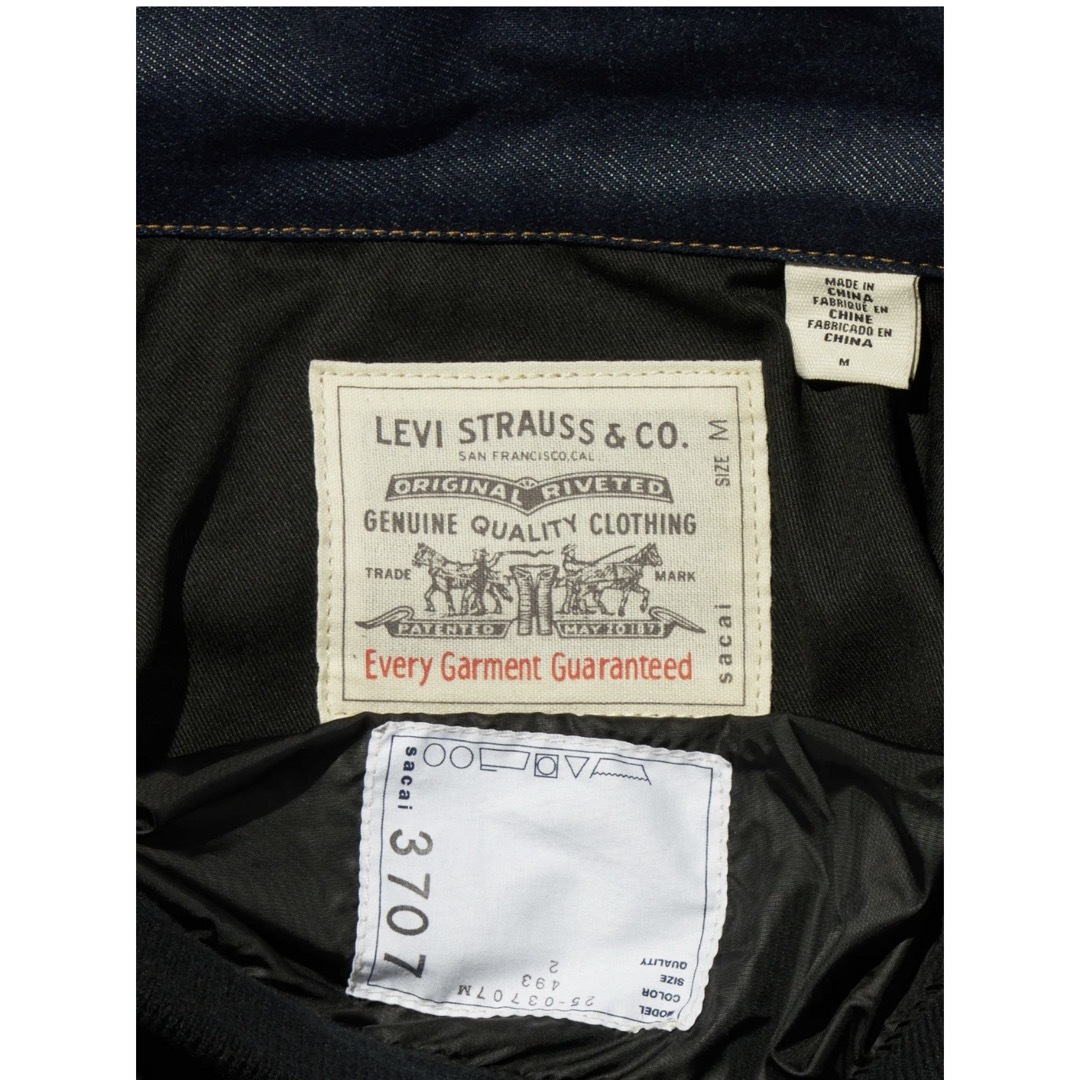 MADE IN
CHINA
FABRIQUÉ EN
CHINE
FABRICADO EN
CHINA
M
LEVI STRAUSS & CO.
SAN FRANCISCO, CAL.
ORIGINAL RIVETED
GENUINE QUALITY CLOTHING
TRADE MARK
PATENTED MAY 20 1873
Every Garment Guaranteed
SIZE M
sacai
sacai
3707
MODEL 25-03707M
COLOR 493
SIZE 2
QUALITY